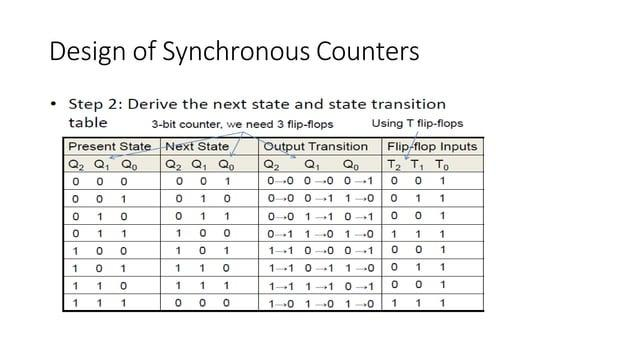 Design of Synchronous Counters
• Step 2: Derive the next state and state transition
table 3-bit counter, we need 3 flip-flops Using T flip-flops
Present State Next State Output Transition Flip-flop Inputs
Q2 Q1 Q0 Q2 Q1 Q0 Q2 Q1 Q0 T2 T1 T0
0 0 0 0 0 1 0→0 0→0 0→1 0 0 1
0 0 1 0 1 0 0→0 0→1 1→0 0 1 1
0 1 0 0 1 1 0→0 1→1 0→1 0 0 1
0 1 1 1 0 0 0→1 1→0 1→0 1 1 1
1 0 0 1 0 1 1→1 0→0 0→1 0 0 1
1 0 1 1 1 0 1→1 0→1 1→0 0 1 1
1 1 0 1 1 1 1→1 1→1 0→1 0 0 1
1 1 1 0 0 0 1→0 1→0 1→0 1 1 1